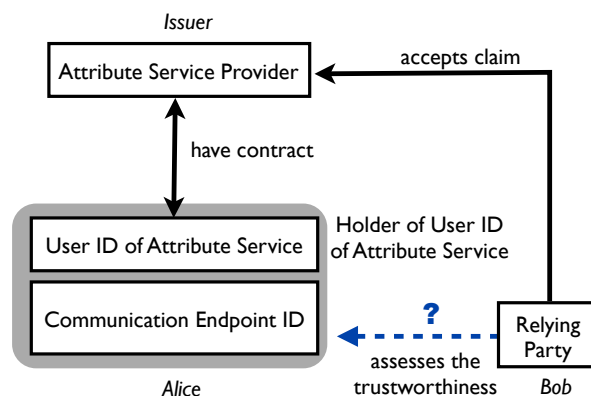 Issuer
Attribute Service Provider
accepts claim
have contract
User ID of Attribute Service
Holder of User ID
of Attribute Service
Communication Endpoint ID
?
Relying
Party
assesses the
trustworthiness
Alice
Bob